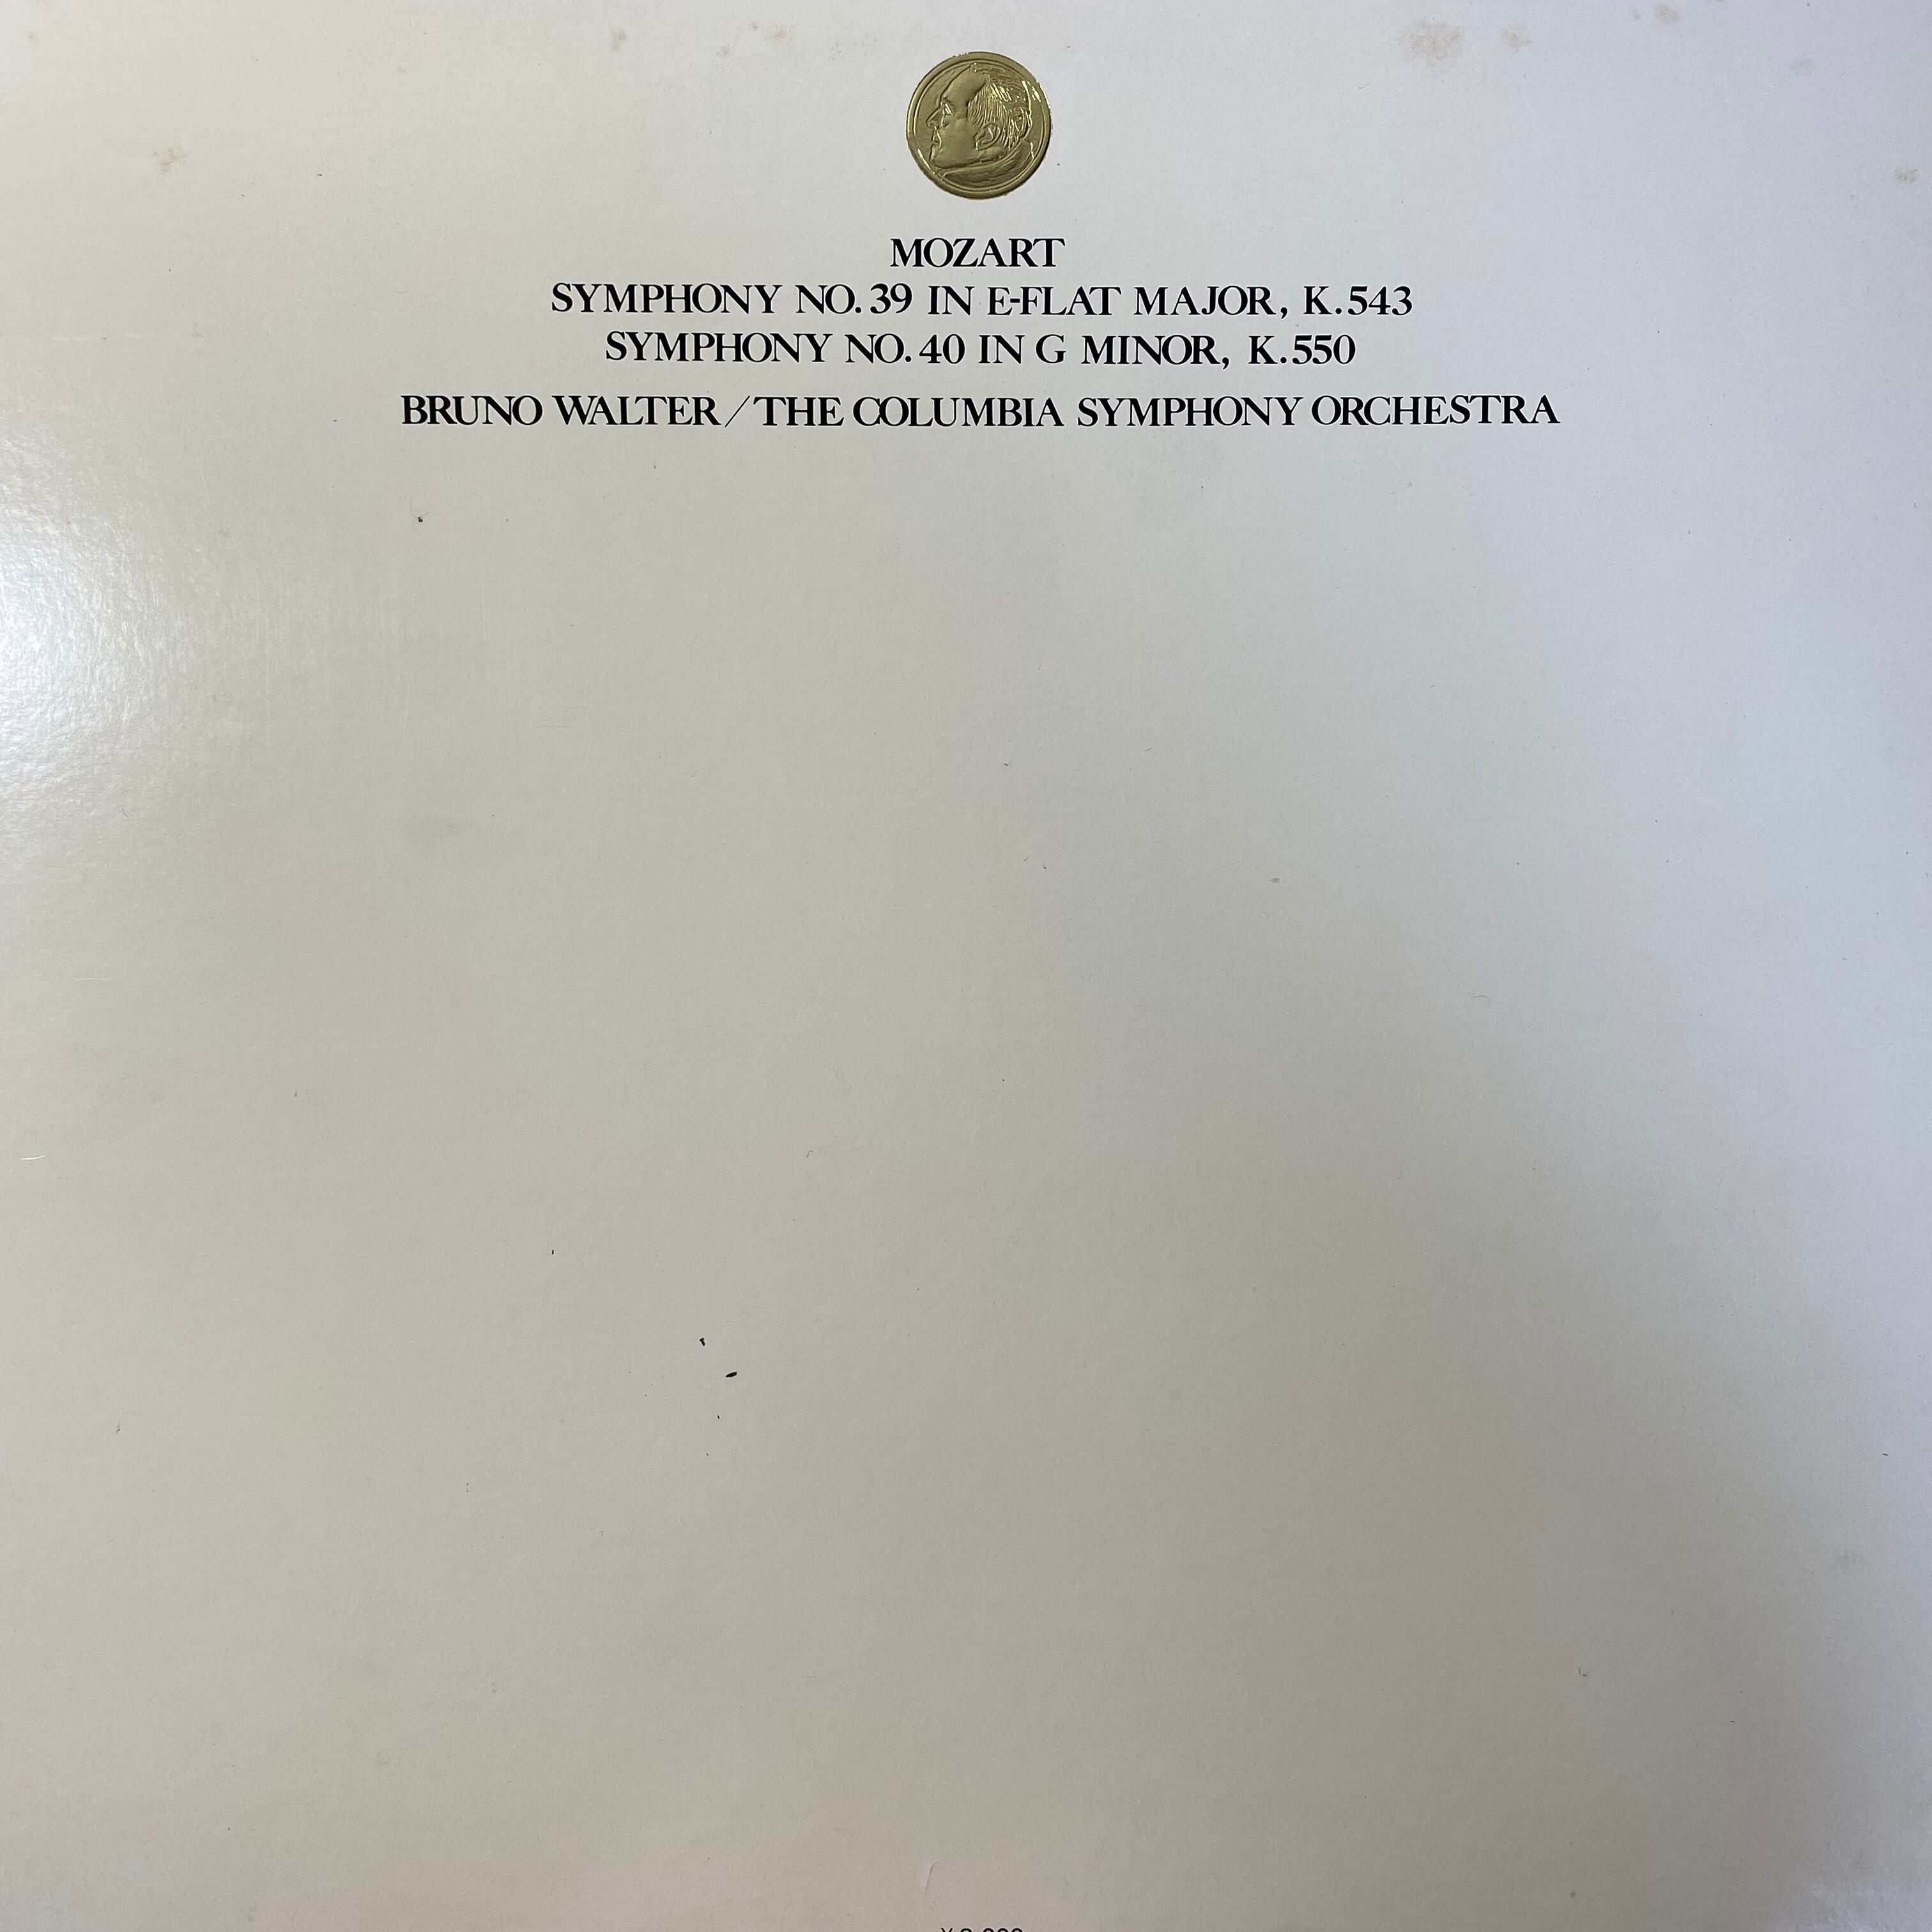 MOZART
SYMPHONY NO.39 IN E-FLAT MAJOR, K.543
SYMPHONY NO.40 IN G MINOR, K.550
BRUNO WALTER/THE COLUMBIA SYMPHONY ORCHESTRA